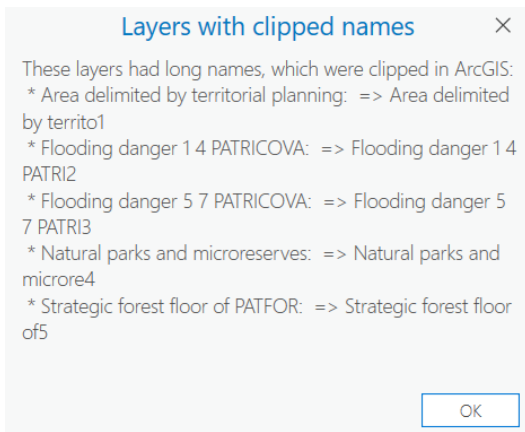 Layers with clipped names
These layers had long names, which were clipped in ArcGIS:
* Area delimited by territorial planning:  => Area delimited
by territo1
* Flooding danger 1 4 PATRICOVA:  => Flooding danger 1 4
PATRI2
* Flooding danger 5 7 PATRICOVA:  => Flooding danger 5
7 PATRI3
* Natural parks and microreserves:  => Natural parks and
microre4
* Strategic forest floor of PATFOR:  => Strategic forest floor
of5
OK